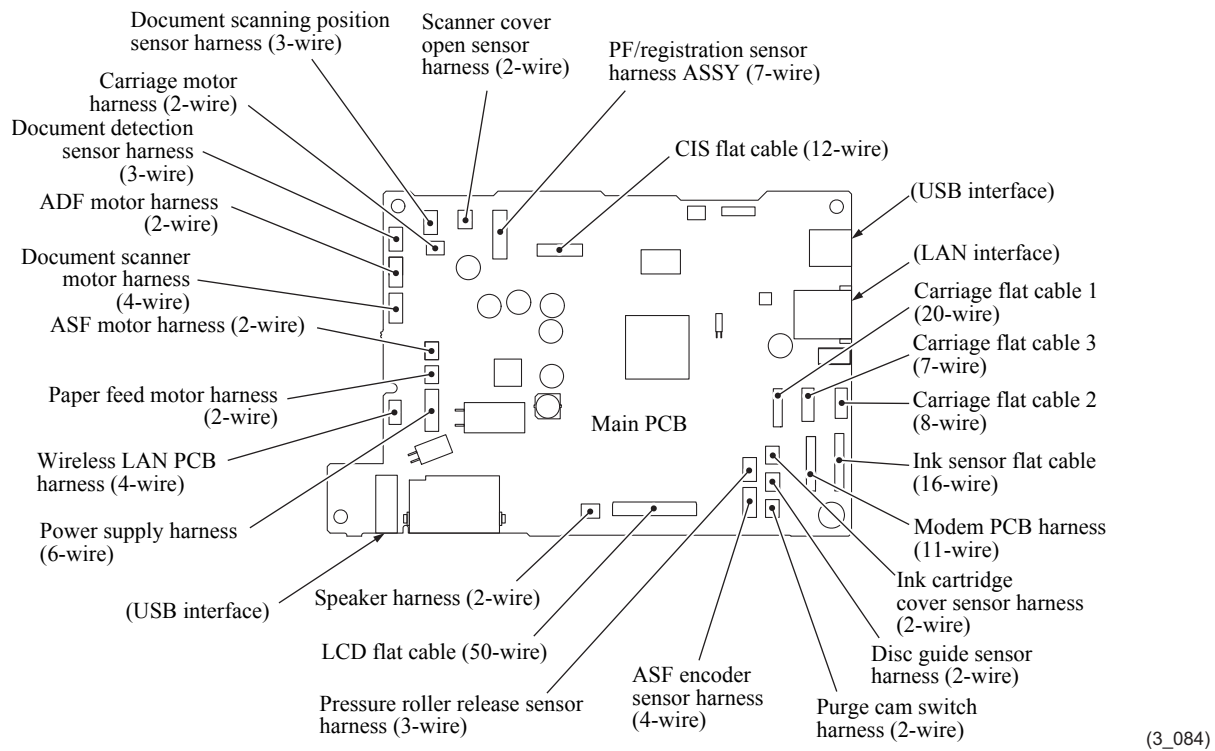 Document scanning position
sensor harness (3-wire)
Scanner cover
open sensor
harness (2-wire)
PF/registration sensor
harness ASSY (7-wire)
Carriage motor
harness (2-wire)
Document detection
sensor harness
(3-wire)
CIS flat cable (12-wire)
ADF motor harness
(2-wire)
(USB interface)
Document scanner
motor harness
(4-wire)
(LAN interface)
Carriage flat cable 1
(20-wire)
ASF motor harness (2-wire)
Carriage flat cable 3
(7-wire)
Paper feed motor harness
(2-wire)
Carriage flat cable 2
(8-wire)
Main PCB
Wireless LAN PCB
harness (4-wire)
Ink sensor flat cable
(16-wire)
Power supply harness
(6-wire)
Modem PCB harness
(11-wire)
Ink cartridge
cover sensor harness
(2-wire)
(USB interface)
Speaker harness (2-wire)
LCD flat cable (50-wire)
Disc guide sensor
harness (2-wire)
ASF encoder
sensor harness
(4-wire)
Pressure roller release sensor
harness (3-wire)
Purge cam switch
harness (2-wire)
(3_084)